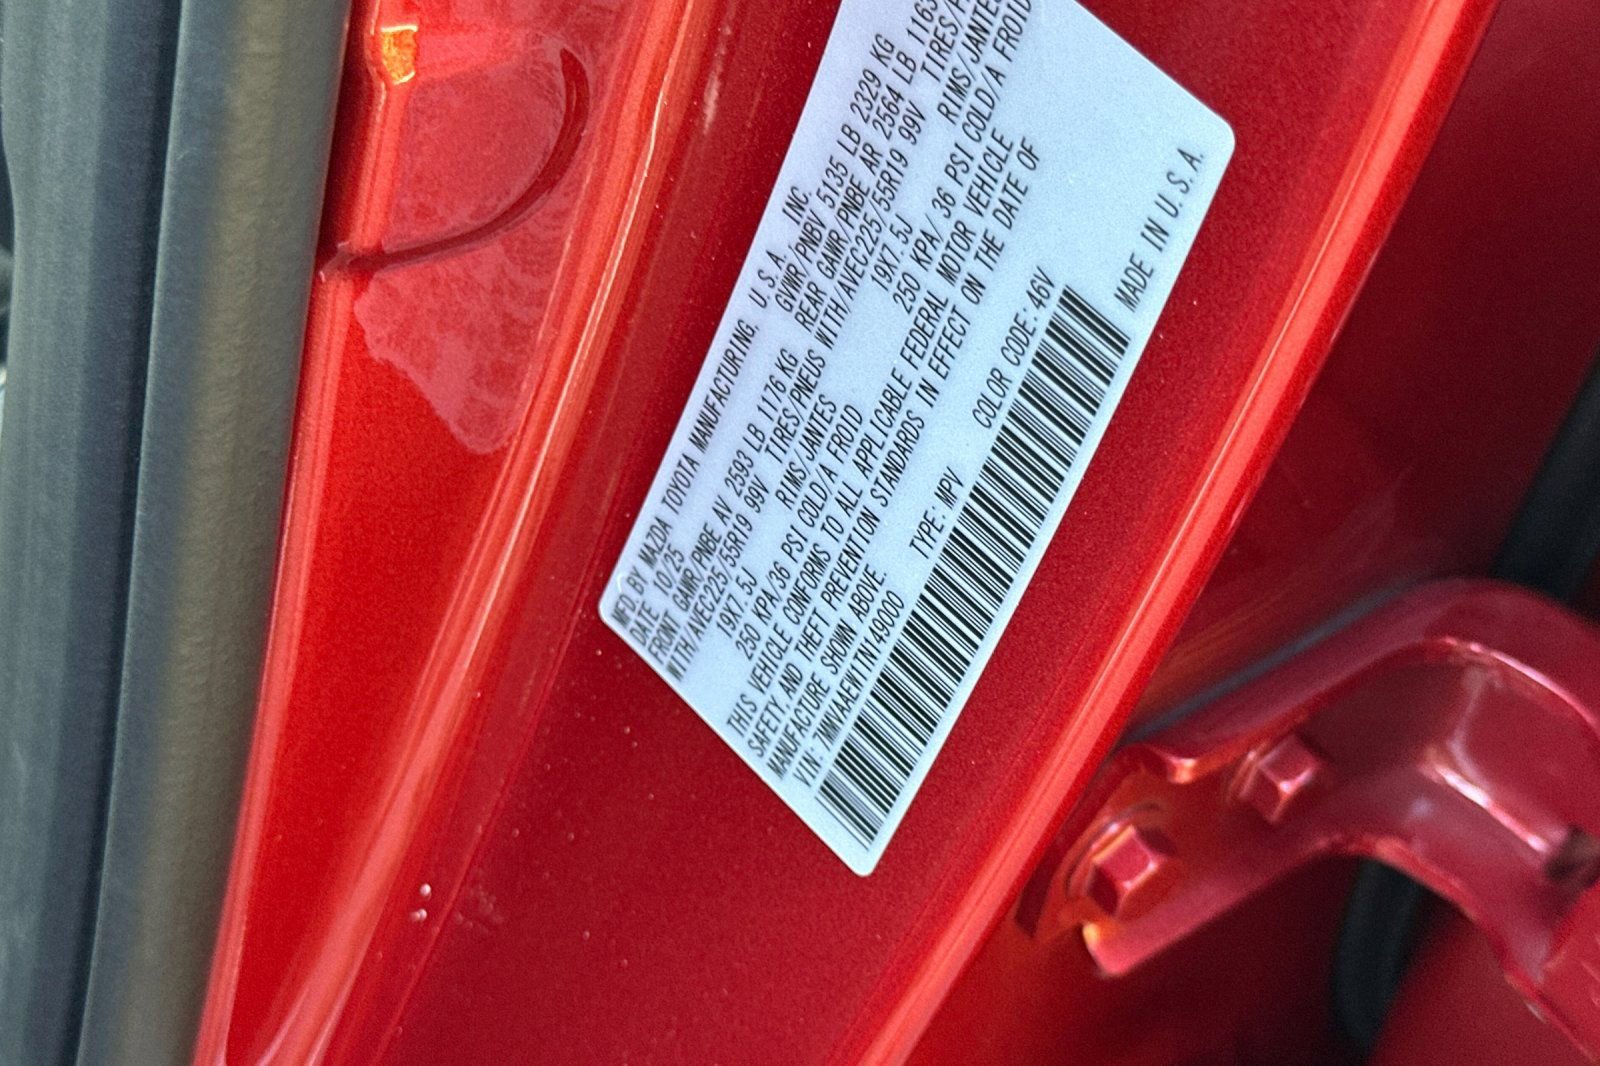 MFD. BY MAZDA TOYOTA MANUFACTURING, U.S.A., INC.
DATE 10/25 GVWR/PNBV 5135 LB 2329 KG
FRONT GAWR/PNBE AV 2593 LB 1176 KG REAR GAWR/PNBE AR 2564 LB 1163
WITH/AVEC225/55R19 99V TIRES/PNEUS WITH/AVEC225/55R19 99V
19X7.5J RIMS/JANTES 19X7.5J RIMS/JANTES
250 KPA/36 PSI COLD/A FROID 250 KPA/36 PSI COLD/A FROID
THIS VEHICLE CONFORMS TO ALL APPLICABLE FEDERAL MOTOR VEHICLE
SAFETY AND THEFT PREVENTION STANDARDS IN EFFECT ON THE DATE OF
MANUFACTURE SHOWN ABOVE.
VIN: 7MMVAAEW1TN149000 TYPE: MPV COLOR CODE: 46V
MADE IN U.S.A.